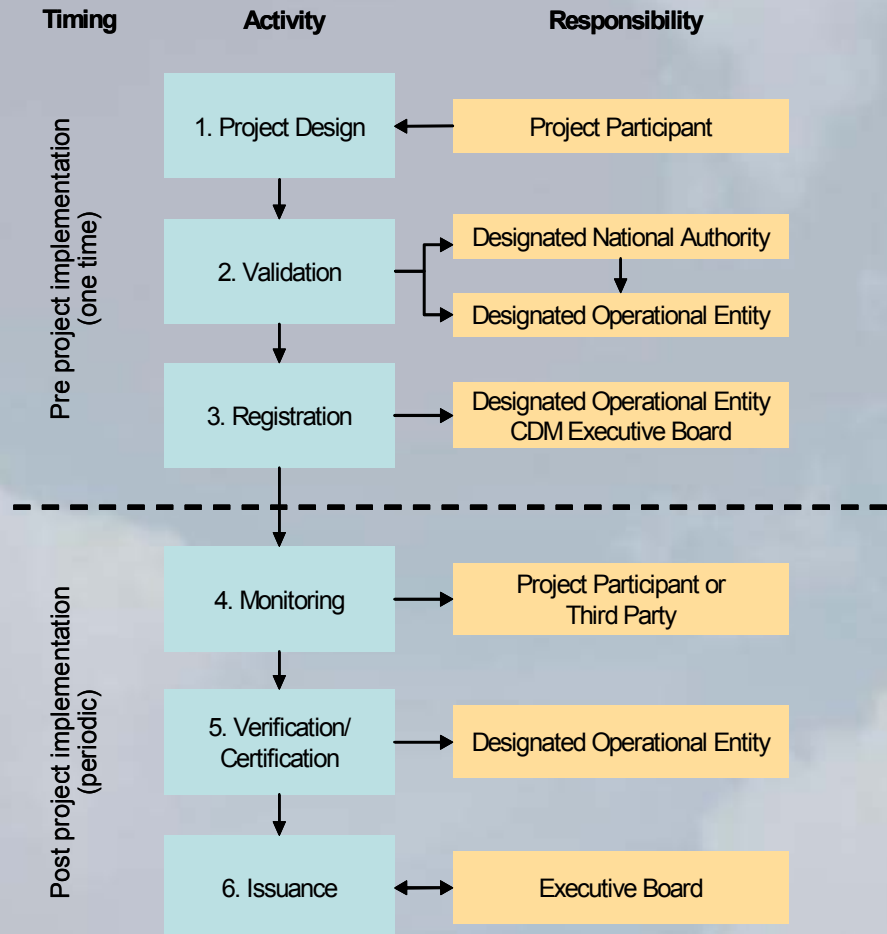 Timing
Activity
Responsibility
Pre project implementation
(one time)
1. Project Design
Project Participant
2. Validation
Designated National Authority
Designated Operational Entity
3. Registration
Designated Operational Entity
CDM Executive Board
Post project implementation
(periodic)
4. Monitoring
Project Participant or
Third Party
5. Verification/
Certification
Designated Operational Entity
6. Issuance
Executive Board